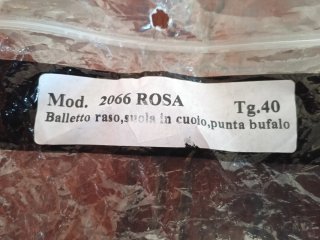 Mod. 2066 ROSA Tg.40
Balletto raso,suola in cuoio,punta bufalo